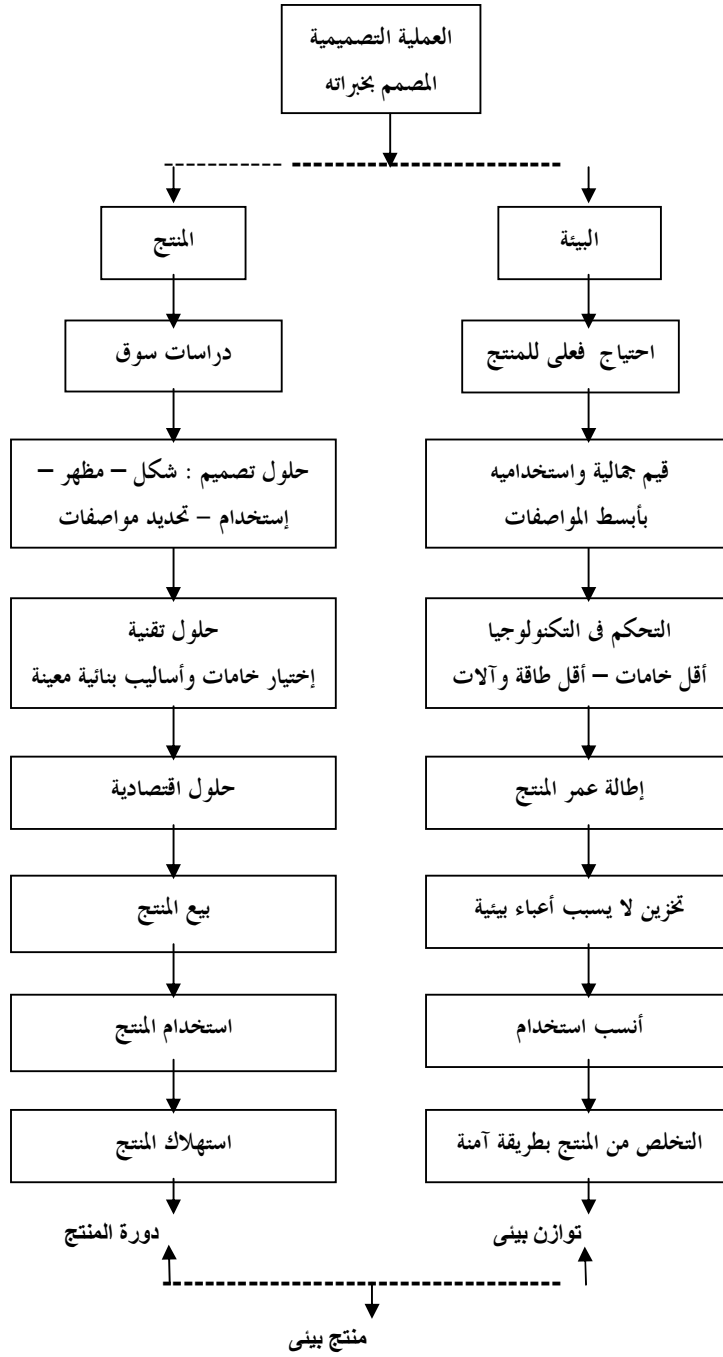 العملية التصميمية
المصمم بخبراته
البيئة
المنتج
احتياج فعلى للمنتج
دراسات سوق
قيم جمالية واستخداميه
بأبسط المواصفات
حلول تصميم : شكل – مظهر –
إستخدام – تحديد مواصفات
التحكم فى التكنولوجيا
أقل خامات – أقل طاقة وآلات
حلول تقنية
إختيار خامات وأساليب بنائية معينة
إطالة عمر المنتج
حلول اقتصادية
تخزين لا يسبب أعباء بيئية
بيع المنتج
أنسب استخدام
استخدام المنتج
التخلص من المنتج بطريقة آمنة
استهلاك المنتج
توازن بيئى
دورة المنتج
منتج بيئى